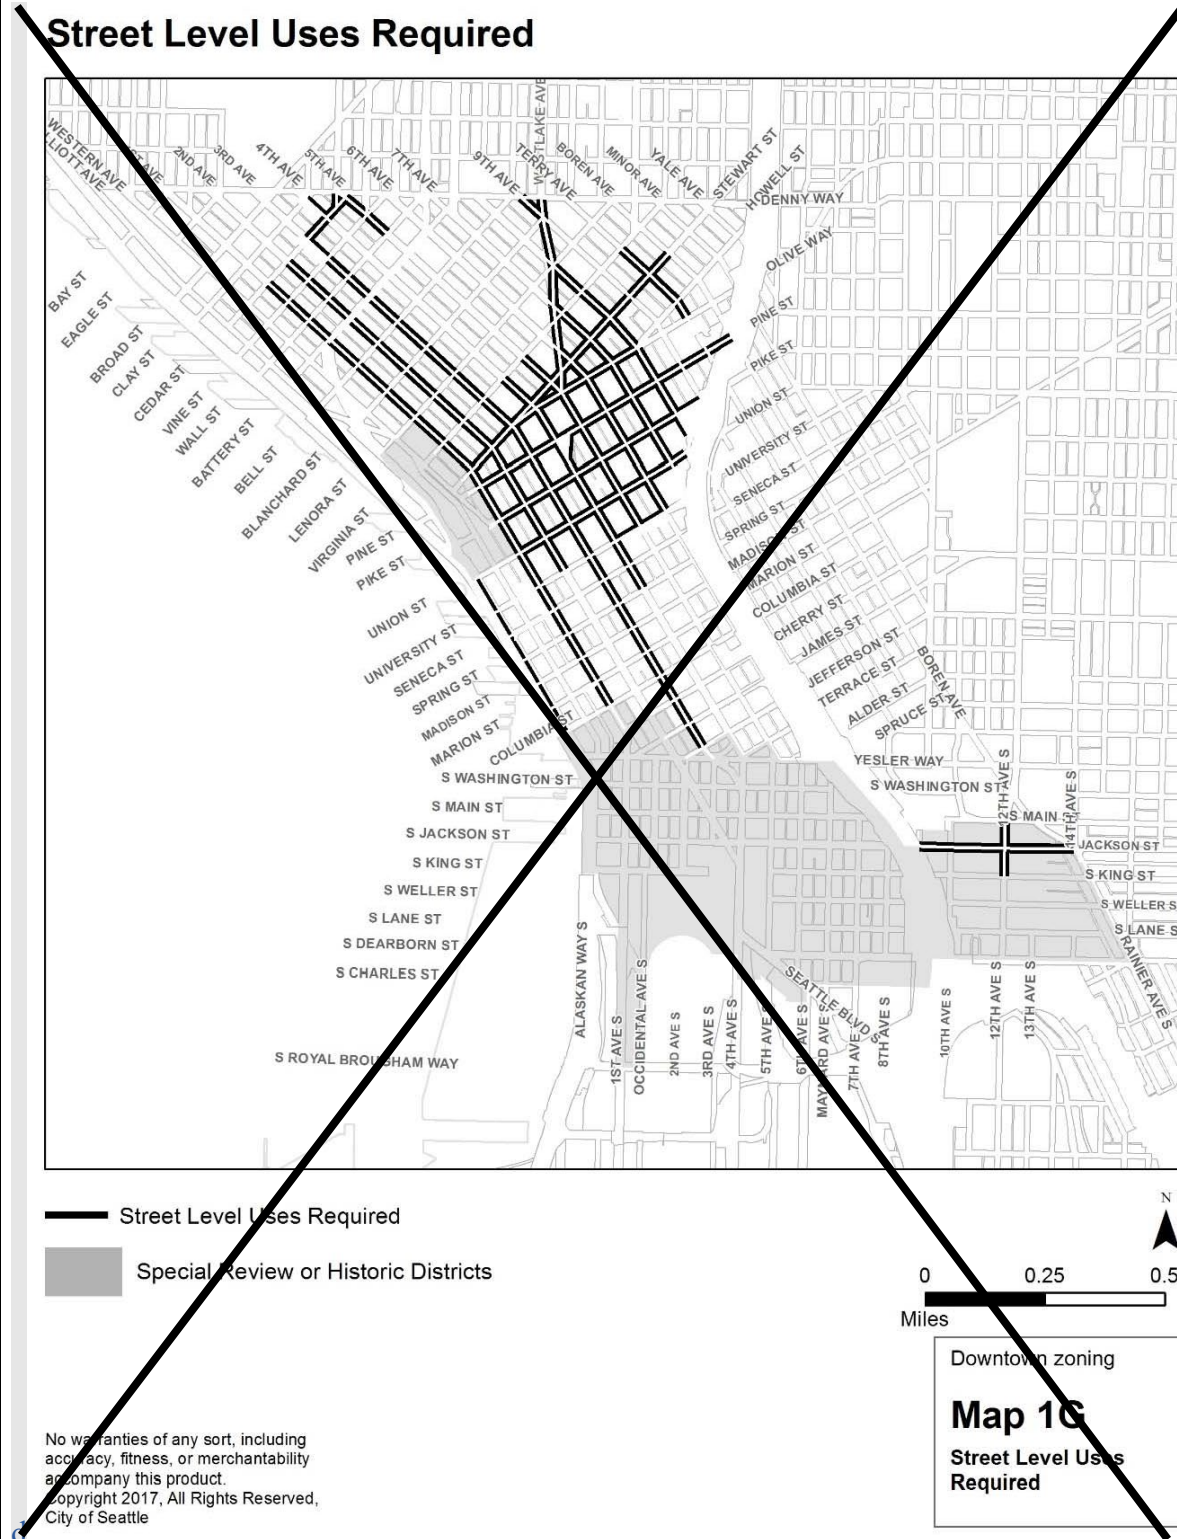 Street Level Uses Required
WESTERN AVE
1ST AVE
2ND AVE
3RD AVE
4TH AVE
5TH AVE
6TH AVE
7TH AVE
9TH AVE
TERRY AVE
BOREN AVE
MINOR AVE
YALE AVE
STEWART ST
HOWELL ST
DENNY WAY
OLIVE WAY
PINE ST
PIKE ST
UNION ST
UNIVERSITY ST
SENECA ST
SPRING ST
MADISON ST
MARION ST
COLUMBIA ST
CHERRY ST
JAMES ST
JEFFERSON ST
TERRACE ST
ALDER ST
SPRUCE ST
BOREN AVE
YESLER WAY
S WASHINGTON ST
12TH AVE S
14TH AVE S
S MAIN
JACKSON ST
S KING ST
S WELLER S
S LANE S
RAINIER AVE S
BAY ST
EAGLE ST
BROAD ST
CLAY ST
CEDAR ST
VINE ST
WALL ST
BATTERY ST
BELL ST
BLANCHARD ST
LENORA ST
VIRGINIA ST
PINE ST
PIKE ST
UNION ST
UNIVERSITY ST
SENECA ST
SPRING ST
MADISON ST
MARION ST
COLUMBIA ST
S WASHINGTON ST
S MAIN ST
S JACKSON ST
S KING ST
S WELLER ST
S LANE ST
S DEARBORN ST
S CHARLES ST
S ROYAL BROUGHAM WAY
ALASKAN WAY S
1ST AVE S
OCCIDENTAL AVE S
2ND AVE S
3RD AVE S
4TH AVE S
5TH AVE S
6TH AVE S
MAYNARD AVE S
7TH AVE S
SEATTLE BLVD S
8TH AVE S
10TH AVE S
12TH AVE S
13TH AVE S
Street Level Uses Required
Special Review or Historic Districts
N
0 0.25 0.5
Miles
Downtown zoning
Map 1G
Street Level Uses
Required
No warranties of any sort, including
accuracy, fitness, or merchantability
accompany this product.
Copyright 2017, All Rights Reserved,
City of Seattle